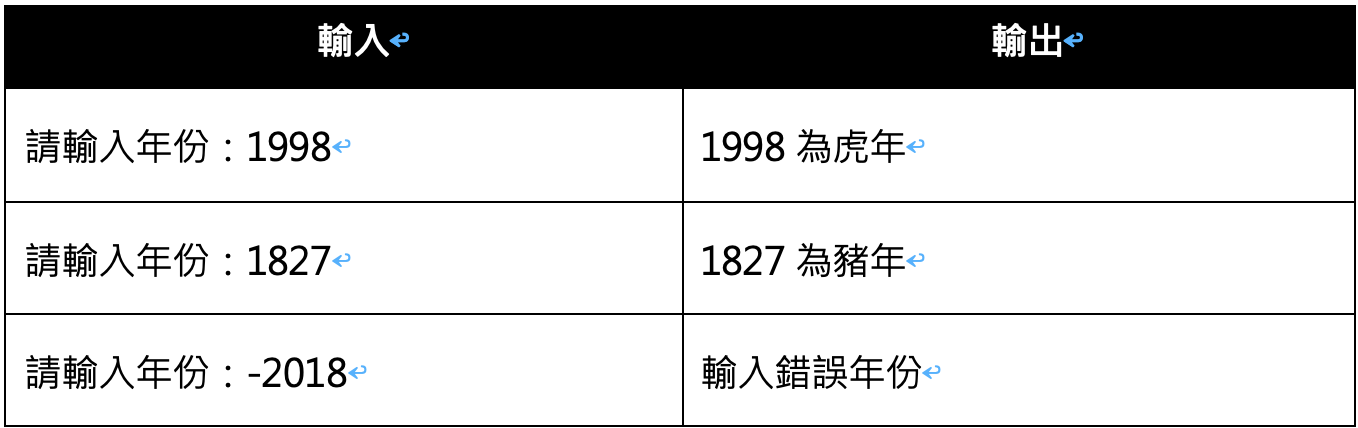 輸入↩ 輸出↩
請輸入年份：1998↩ 1998 為虎年↩
請輸入年份：1827↩ 1827 為豬年↩
請輸入年份：-2018↩ 輸入錯誤年份↩